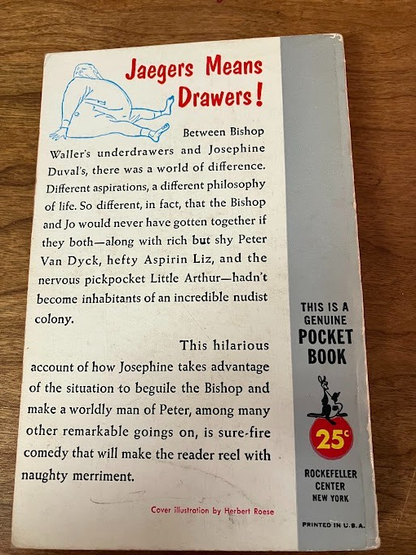 Jaegers Means
Drawers!
Between Bishop
Waller's underdrawers and Josephine
Duval's, there was a world of difference.
Different aspirations, a different philosophy
of life. So different, in fact, that the Bishop
and Jo would never have gotten together if
they both—along with rich but shy Peter
Van Dyck, hefty Aspirin Liz, and the
nervous pickpocket Little Arthur—hadn't
become inhabitants of an incredible nudist
colony.
This hilarious
account of how Josephine takes advantage
of the situation to beguile the Bishop and
make a worldly man of Peter, among many
other remarkable goings on, is sure-fire
comedy that will make the reader reel with
naughty merriment.
Cover illustration by Herbert Roese
THIS IS A
GENUINE
POCKET
BOOK
25¢
ROCKEFELLER
CENTER
NEW YORK
PRINTED IN U.S.A.